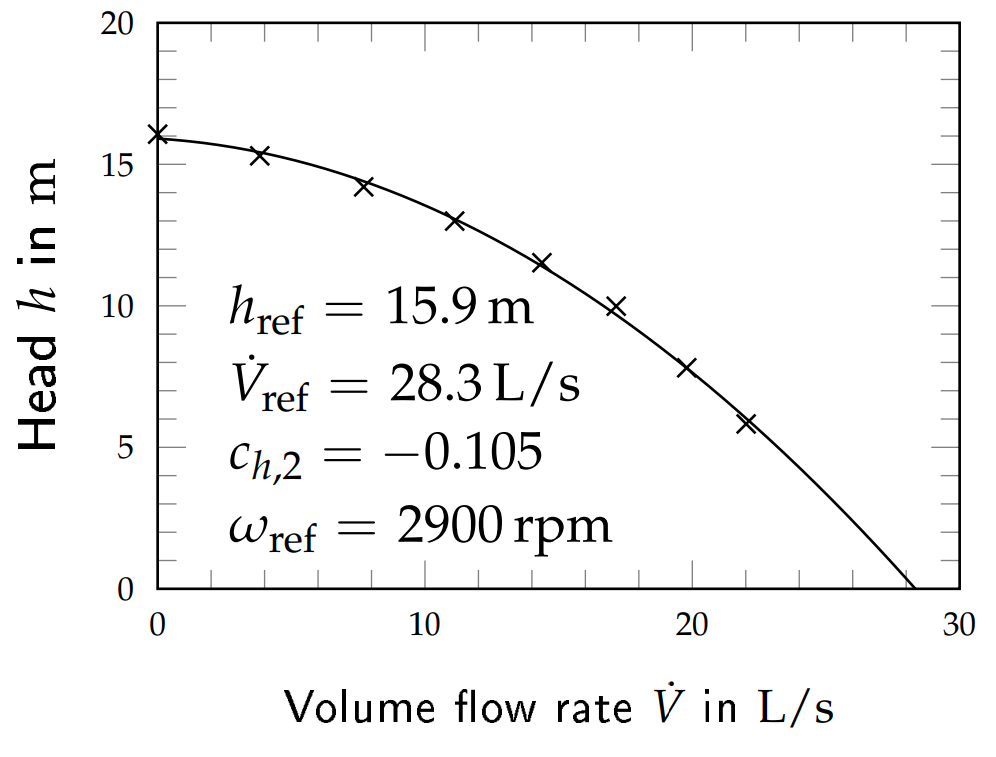 20
15
10
5
0
Head h in m
h_ref = 15.9 m
V̇_ref = 28.3 L/s
c_h,2 = −0.105
ω_ref = 2900 rpm
0 10 20 30
Volume flow rate V̇ in L/s